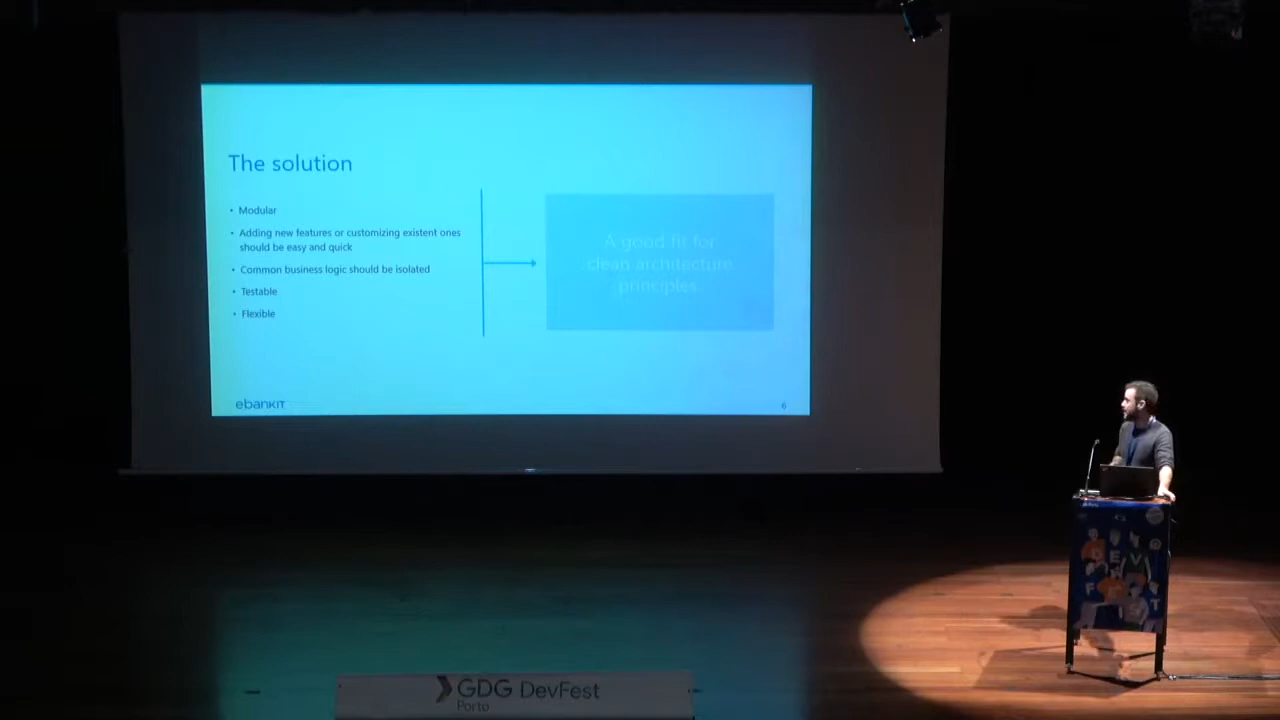 The solution
• Modular
• Adding new features or customizing existent ones
should be easy and quick
• Common business logic should be isolated
• Testable
• Flexible
A good fit for
clean architecture
principles
ebankIT
6
D E V
F E S T
GDG DevFest
Porto